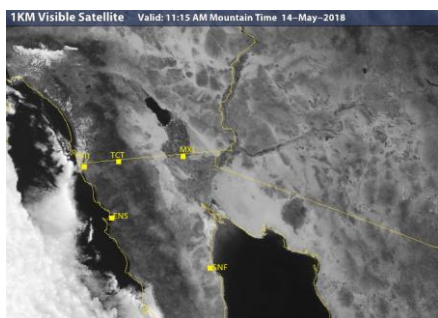 1KM Visible Satellite Valid: 11:15 AM Mountain Time 14-May-2018
TCT
MXL
ENS
SNF